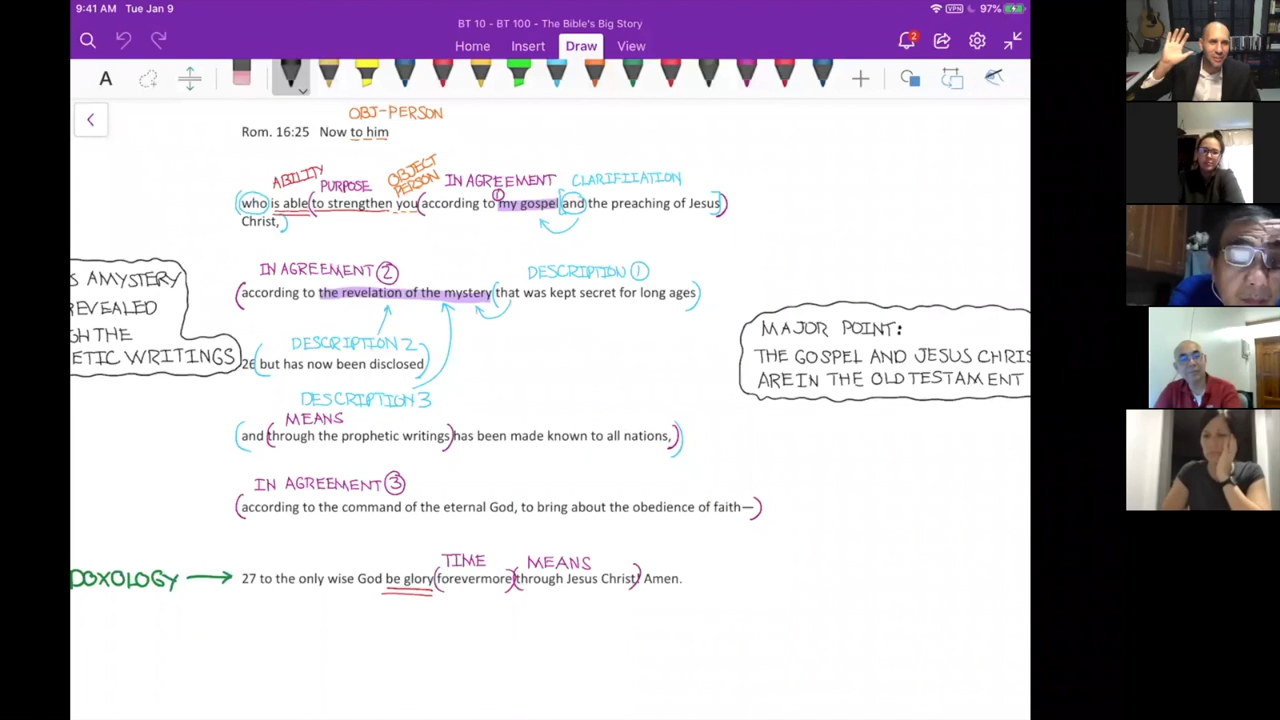 9:41 AM Tue Jan 9
VPN 97%
BT 10 - BT 100 - The Bible's Big Story
Home Insert Draw View
2
A
OBJ-PERSON
Rom. 16:25 Now to him
ABILITY PURPOSE OBJECT PERSON IN AGREEMENT CLARIFIIATION
1
who is able to strengthen you (according to my gospel [and the preaching of Jesus])
Christ,)
IN AGREEMENT 2 DESCRIPTION 1
(according to the revelation of the mystery (that was kept secret for long ages)
DESCRIPTION 2
26 (but has now been disclosed)
DESCRIPTION 3
MEANS
(and (through the prophetic writings) has been made known to all nations,)
IN AGREEMENT 3
(according to the command of the eternal God, to bring about the obedience of faith—)
TIME MEANS
DOXOLOGY → 27 to the only wise God be glory (forevermore) (through Jesus Christ! Amen.
S A MYSTERY
REVEALED
GH THE
ETIC WRITINGS
MAJOR POINT:
THE GOSPEL AND JESUS CHRIS
ARE IN THE OLD TESTAMENT